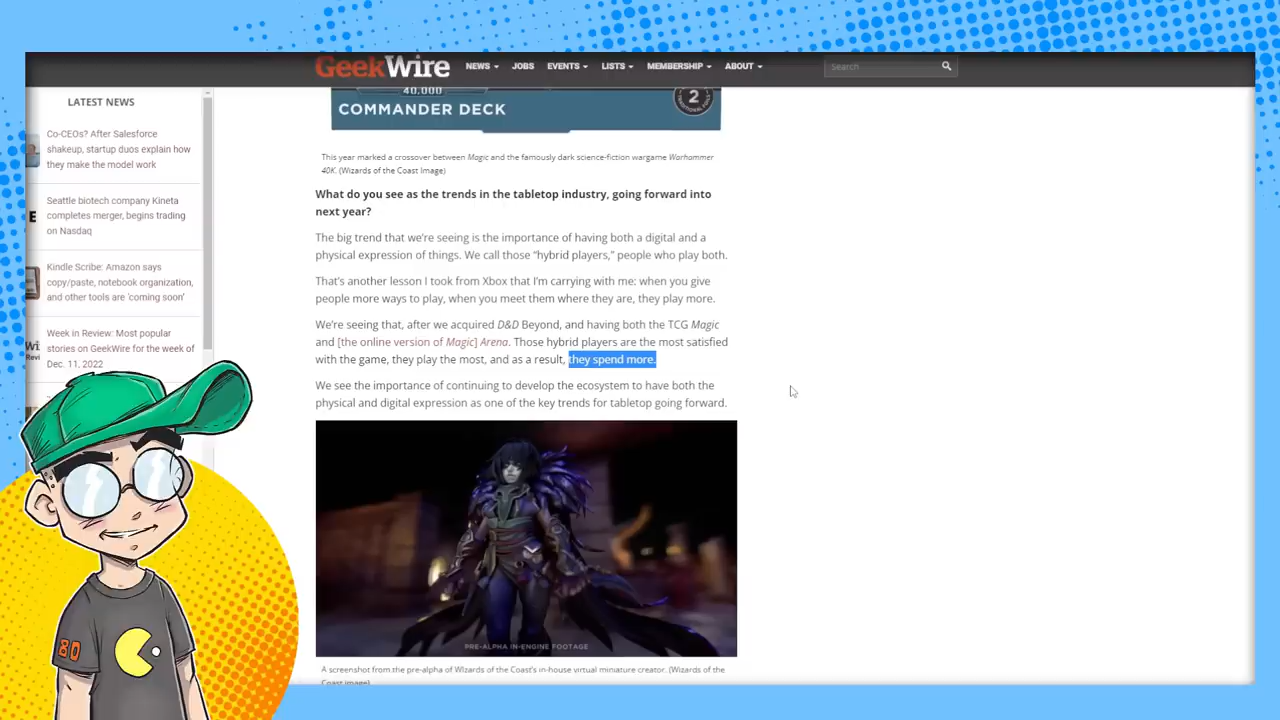 GeekWire
NEWS
JOBS
EVENTS
LISTS
MEMBERSHIP
ABOUT
Search
LATEST NEWS
Co-CEOs? After Salesforce
shakeup, startup duos explain how
they make the model work
Seattle biotech company Kineta
completes merger, begins trading
on Nasdaq
Kindle Scribe: Amazon says
copy/paste, notebook organization,
and other tools are ‘coming soon’
Week in Review: Most popular
stories on GeekWire for the week of
Dec. 11, 2022
40,000
COMMANDER DECK
2
This year marked a crossover between Magic and the famously dark science-fiction wargame Warhammer
40K. (Wizards of the Coast Image)
What do you see as the trends in the tabletop industry, going forward into
next year?
The big trend that we’re seeing is the importance of having both a digital and a
physical expression of things. We call those “hybrid players,” people who play both.
That’s another lesson I took from Xbox that I’m carrying with me: when you give
people more ways to play, when you meet them where they are, they play more.
We’re seeing that, after we acquired D&D Beyond, and having both the TCG Magic
and [the online version of Magic] Arena. Those hybrid players are the most satisfied
with the game, they play the most, and as a result, they spend more.
We see the importance of continuing to develop the ecosystem to have both the
physical and digital expression as one of the key trends for tabletop going forward.
PRE-ALPHA IN-ENGINE FOOTAGE
A screenshot from the pre-alpha of Wizards of the Coast’s in-house virtual miniature creator. (Wizards of the
Coast image)
80